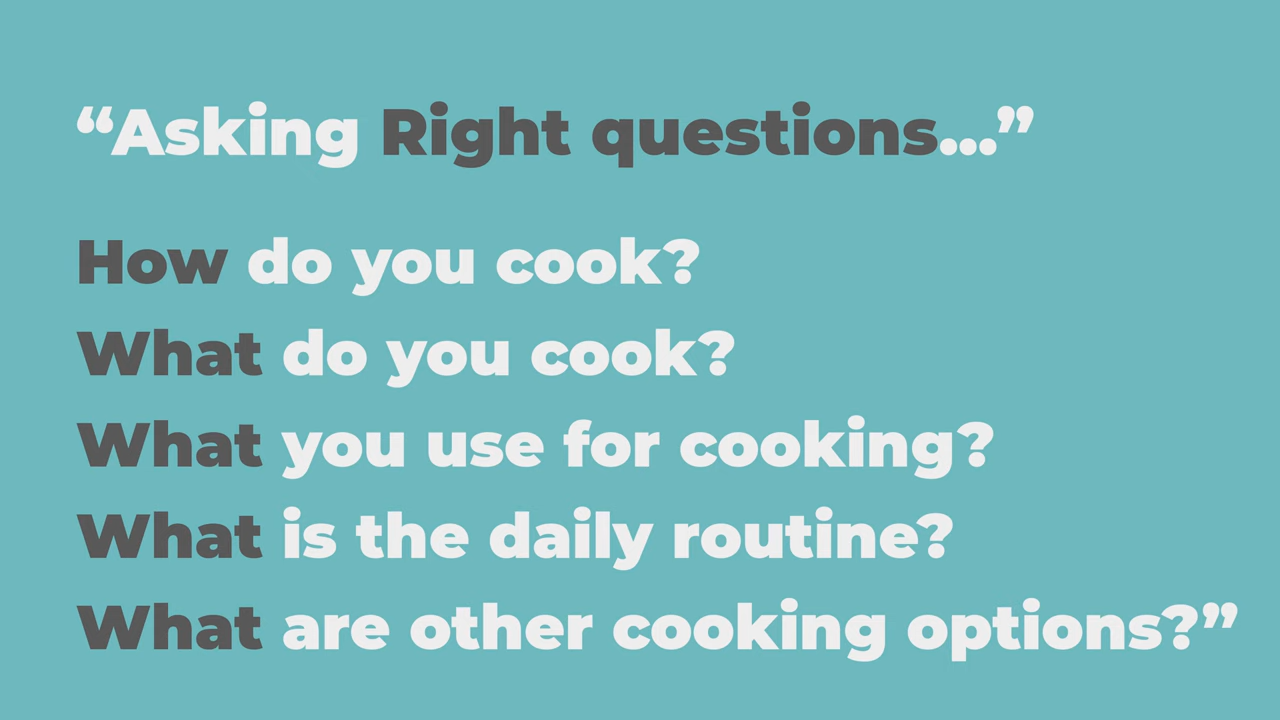 “Asking Right questions...”
How do you cook?
What do you cook?
What you use for cooking?
What is the daily routine?
What are other cooking options?”